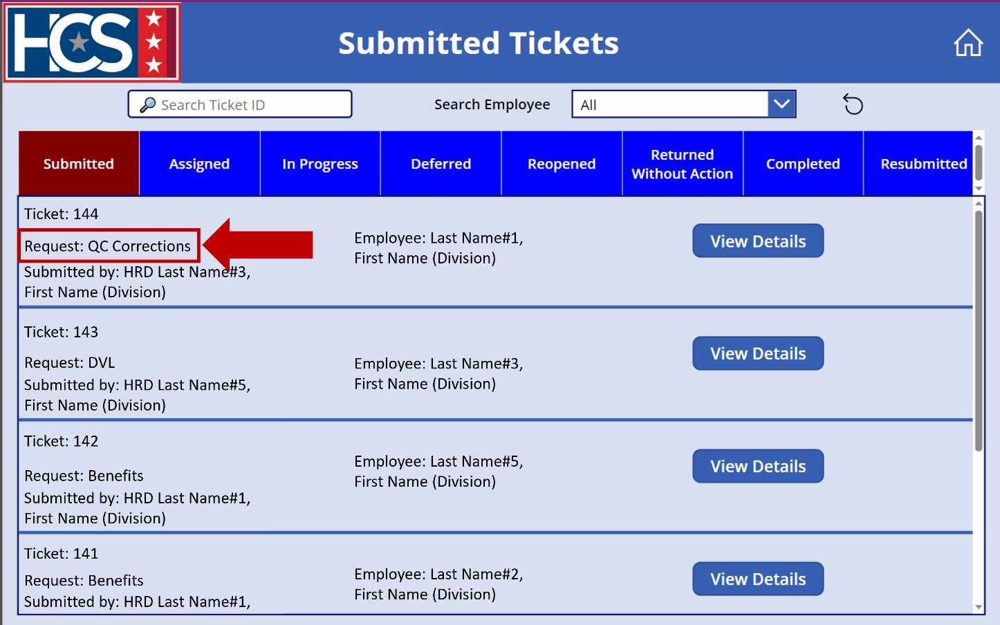 HCS
Submitted Tickets
Search Ticket ID
Search Employee
All
Submitted
Assigned
In Progress
Deferred
Reopened
Returned
Without Action
Completed
Resubmitted
Ticket: 144
Request: QC Corrections
Submitted by: HRD Last Name#3,
First Name (Division)
Employee: Last Name#1,
First Name (Division)
View Details
Ticket: 143
Request: DVL
Submitted by: HRD Last Name#5,
First Name (Division)
Employee: Last Name#3,
First Name (Division)
View Details
Ticket: 142
Request: Benefits
Submitted by: HRD Last Name#1,
First Name (Division)
Employee: Last Name#5,
First Name (Division)
View Details
Ticket: 141
Request: Benefits
Submitted by: HRD Last Name#1,
Employee: Last Name#2,
First Name (Division)
View Details